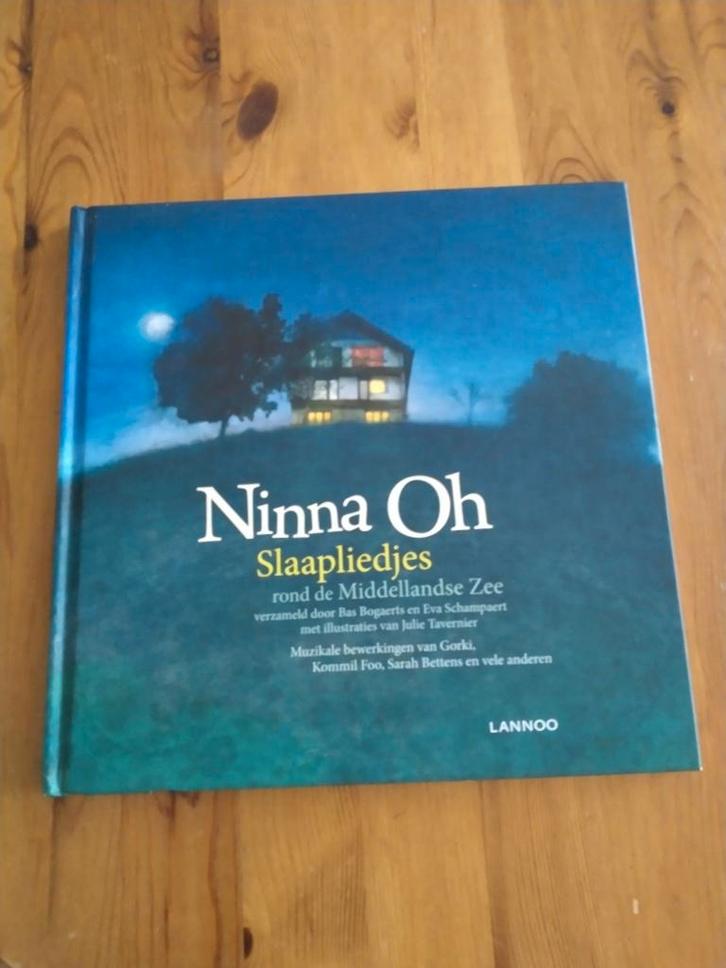 Ninna Oh
Slaapliedjes
rond de Middellandse Zee
verzameld door Bas Bogaerts en Eva Schampaert
met illustraties van Julie Tavernier
Muzikale bewerkingen van Gorki,
Kommil Foo, Sarah Bettens en vele anderen
LANNOO